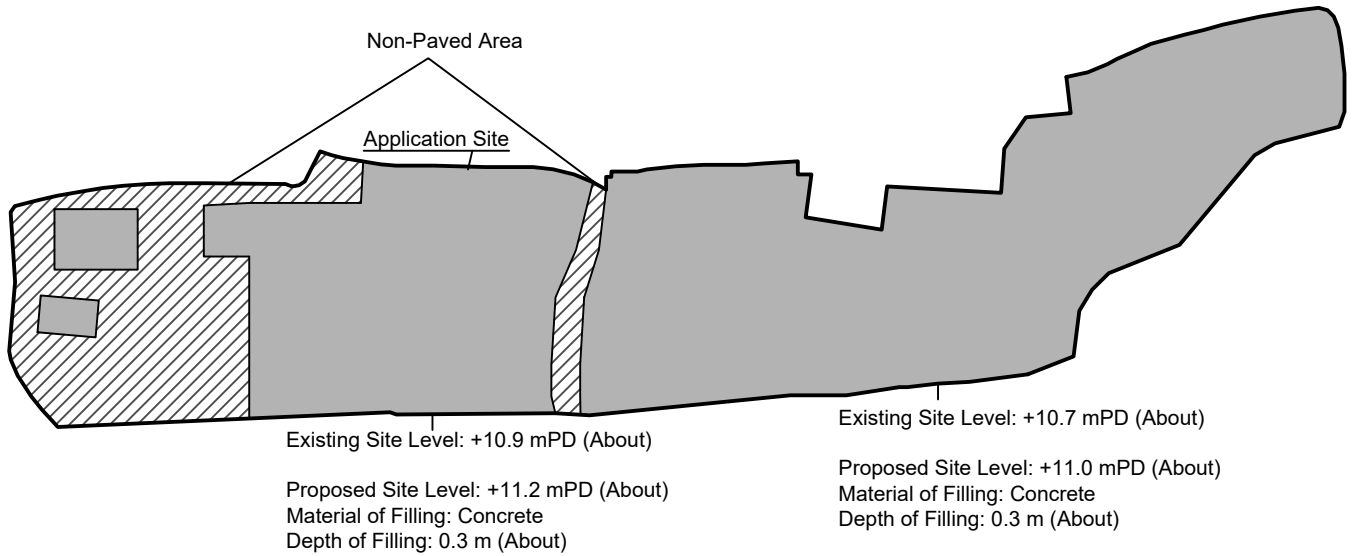 Non-Paved Area
Application Site
Existing Site Level: +10.9 mPD (About)
Proposed Site Level: +11.2 mPD (About)
Material of Filling: Concrete
Depth of Filling: 0.3 m (About)
Existing Site Level: +10.7 mPD (About)
Proposed Site Level: +11.0 mPD (About)
Material of Filling: Concrete
Depth of Filling: 0.3 m (About)